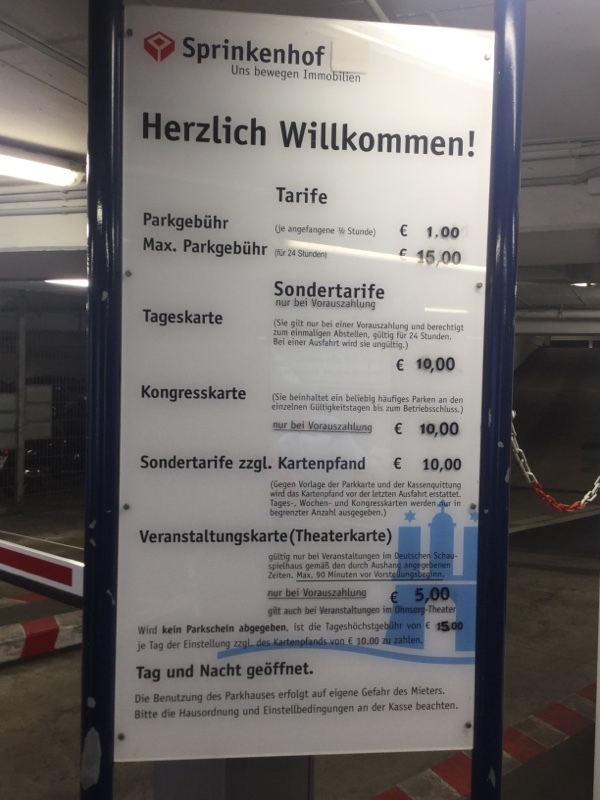 Sprinkenhof
Uns bewegen Immobilien
Herzlich Willkommen!
Tarife
Parkgebühr (je angefangene ½ Stunde) € 1.00
Max. Parkgebühr (für 24 Stunden) € 15,00
Sondertarife
nur bei Vorauszahlung
Tageskarte (Sie gilt nur bei einer Vorauszahlung und berechtigt
zum einmaligen Abstellen, gültig für 24 Stunden.
Bei einer Ausfahrt wird sie ungültig.)
€ 10,00
Kongresskarte (Sie beinhaltet ein beliebig häufiges Parken an den
einzelnen Gültigkeitstagen bis zum Betriebsschluss.)
nur bei Vorauszahlung € 10,00
Sondertarife zzgl. Kartenpfand € 10,00
(Gegen Vorlage der Parkkarte und der Kassenquittung
wird das Kartenpfand vor der letzten Ausfahrt erstattet.
Tages-, Wochen- und Kongresskarten werden nur in
begrenzter Anzahl ausgegeben.)
Veranstaltungskarte(Theaterkarte)
gültig nur bei Veranstaltungen im Deutschen Schau-
spielhaus gemäß den durch Aushang angegebenen
Zeiten. Max. 90 Minuten vor Vorstellungsbeginn.
nur bei Vorauszahlung € 5,00
gilt auch bei Veranstaltungen im Ohnsorg-Theater
Wird kein Parkschein abgegeben, ist die Tageshöchstgebühr von € 15.00
je Tag der Einstellung zzgl. des Kartenpfands von € 10.00 zu zahlen.
Tag und Nacht geöffnet.
Die Benutzung des Parkhauses erfolgt auf eigene Gefahr des Mieters.
Bitte die Hausordnung und Einstellbedingungen an der Kasse beachten.